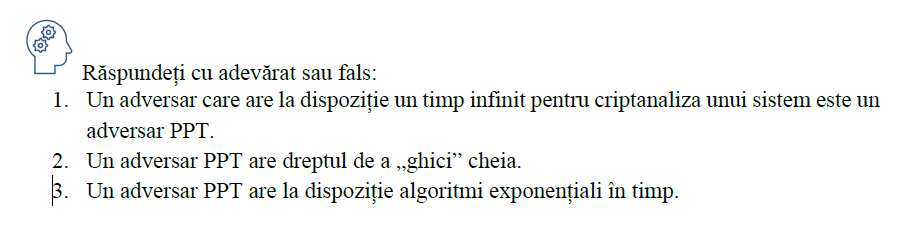 Răspundeți cu adevărat sau fals:
1. Un adversar care are la dispoziție un timp infinit pentru criptanaliza unui sistem este un
adversar PPT.
2. Un adversar PPT are dreptul de a „ghici” cheia.
3. Un adversar PPT are la dispoziție algoritmi exponențiali în timp.